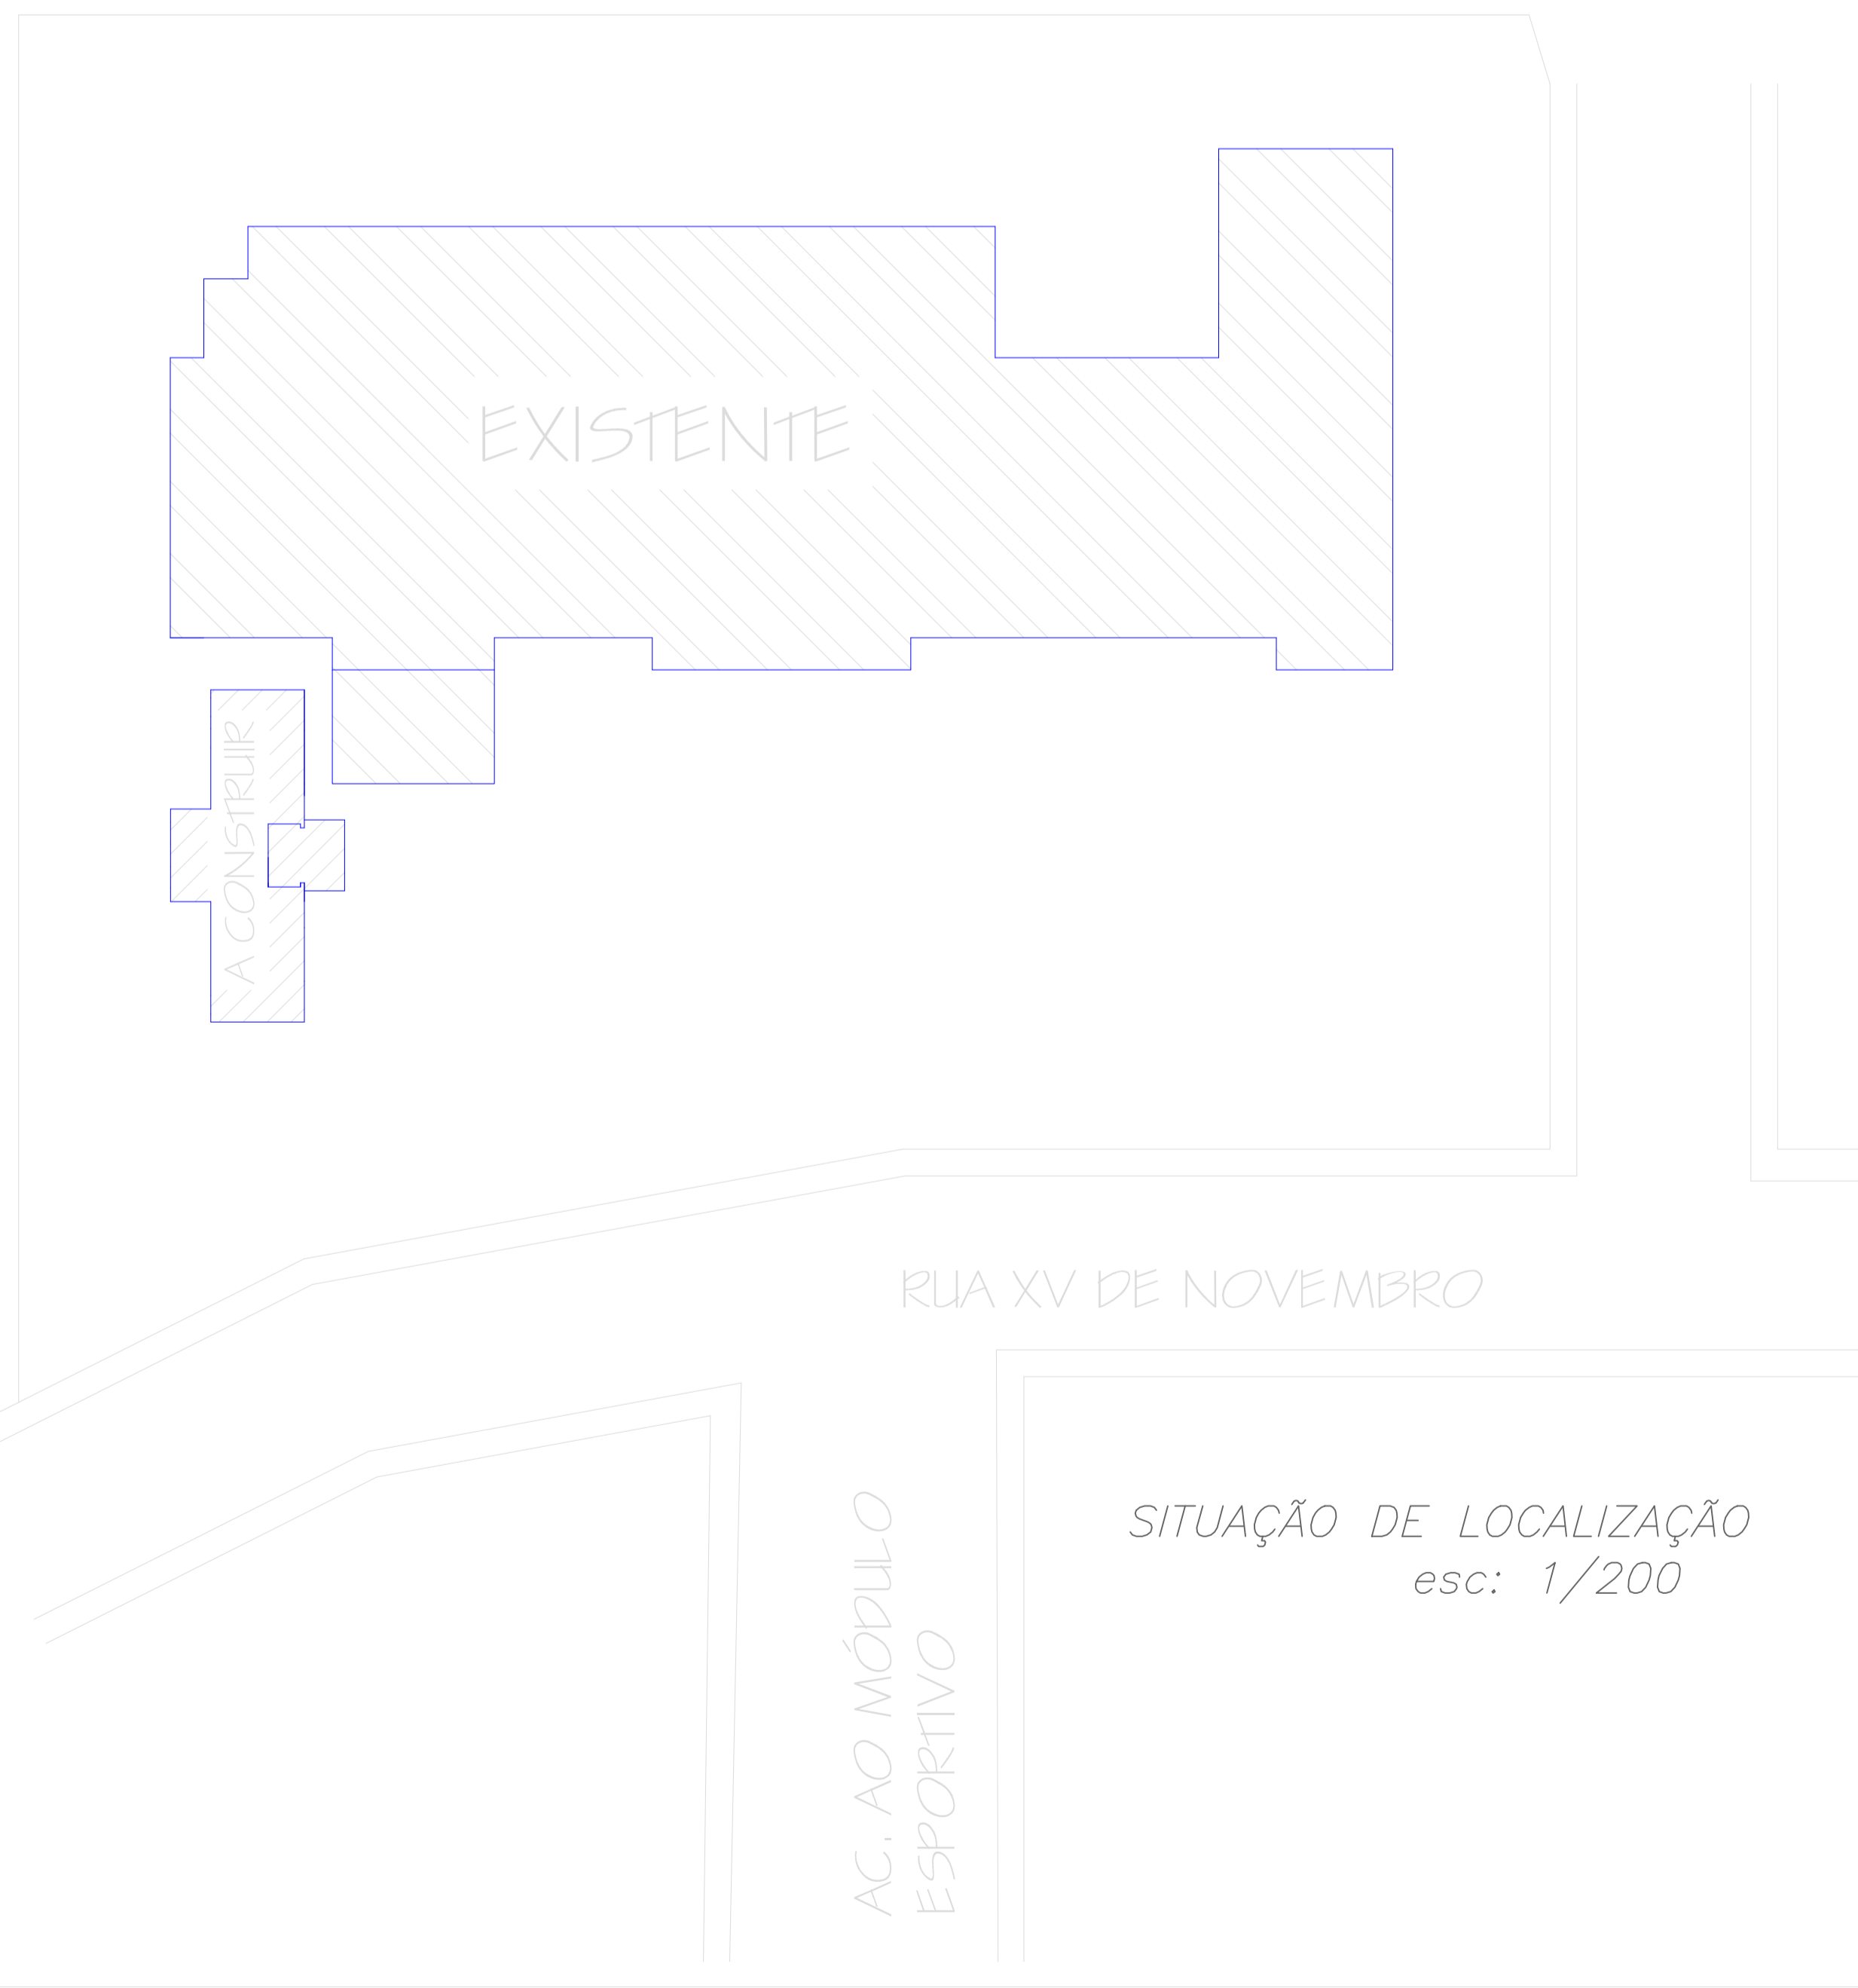 EXISTENTE
A CONSTRUIR
RUA XV DE NOVEMBRO
AC. AO MÓDULO
ESPORTIVO
SITUAÇÃO DE LOCALIZAÇÃO
esc: 1/200